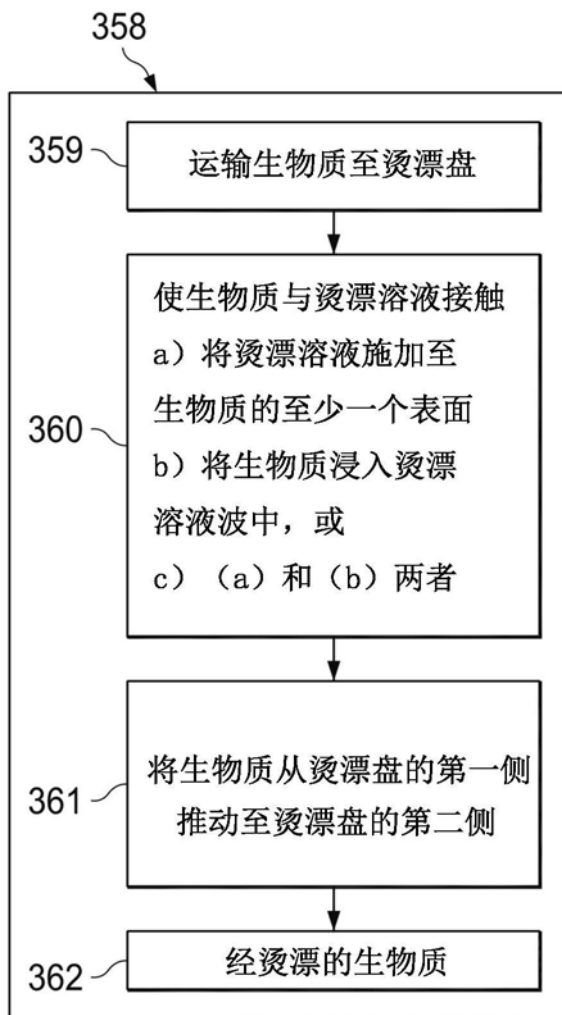 358
359
运输生物质至烫漂盘
360
使生物质与烫漂溶液接触
a）将烫漂溶液施加至
生物质的至少一个表面
b）将生物质浸入烫漂
溶液波中，或
c）（a）和（b）两者
361
将生物质从烫漂盘的第一侧
推动至烫漂盘的第二侧
362
经烫漂的生物质